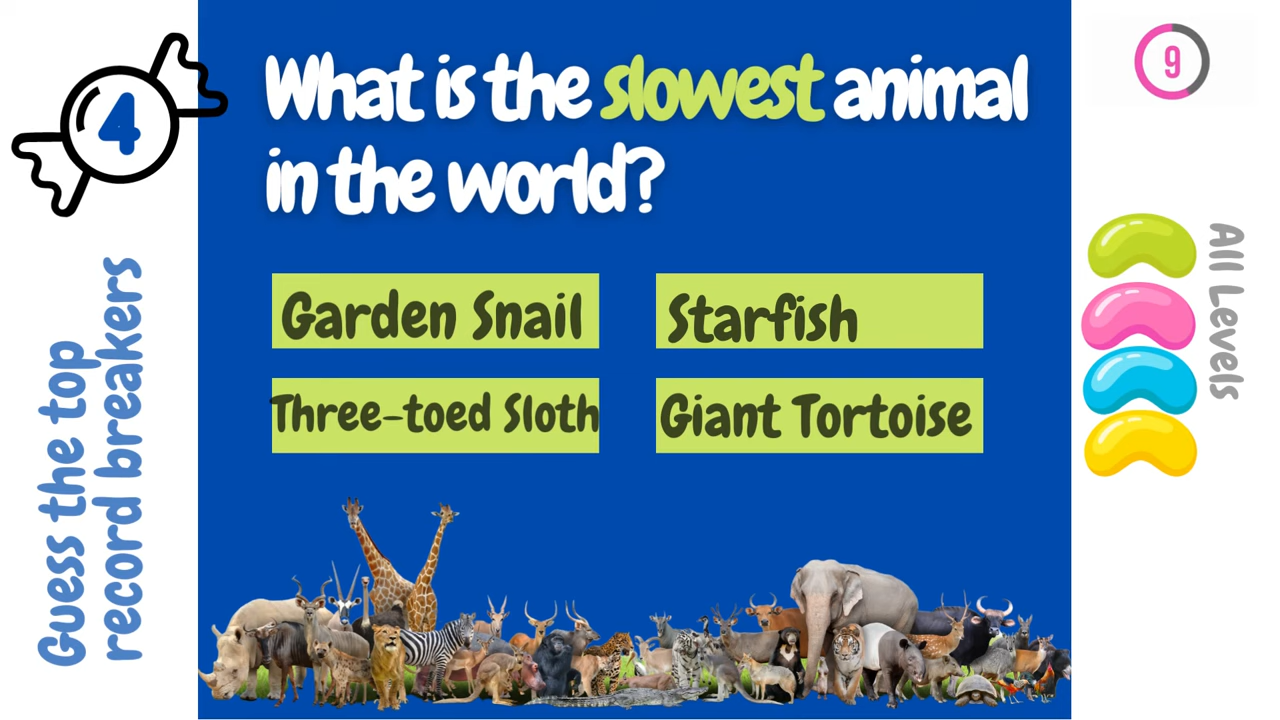 4
What is the slowest animal
in the world?
9
Garden Snail
Starfish
Three-toed Sloth
Giant Tortoise
Guess the top
record breakers
All Levels